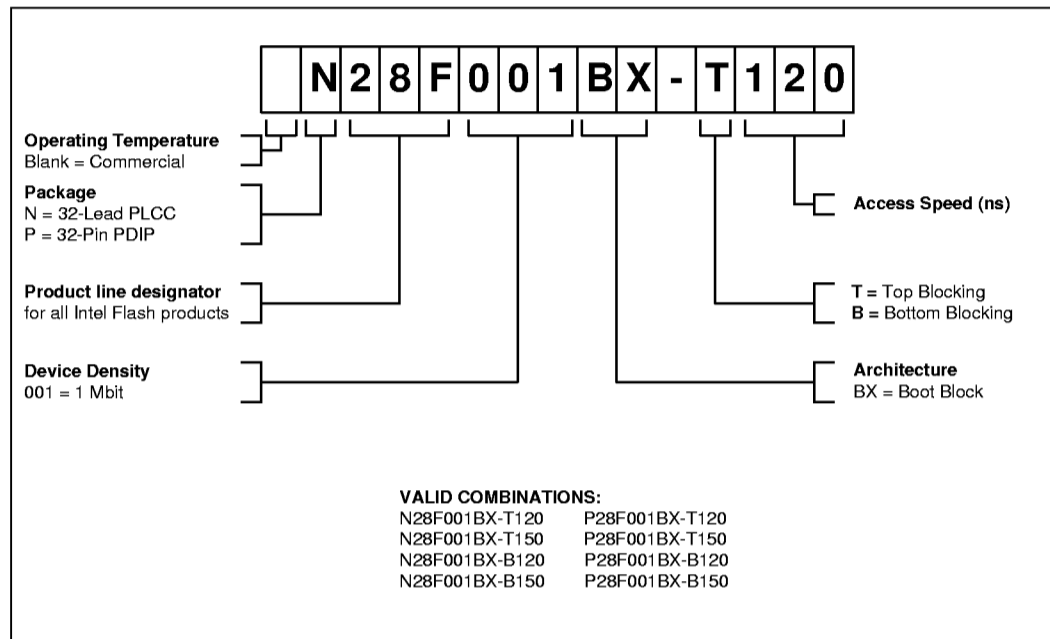 N28F001BX-T120
Operating Temperature
Blank = Commercial
Package
N = 32-Lead PLCC
P = 32-Pin PDIP
Access Speed (ns)
Product line designator
for all Intel Flash products
T = Top Blocking
B = Bottom Blocking
Device Density
001 = 1 Mbit
Architecture
BX = Boot Block
VALID COMBINATIONS:
N28F001BX-T120 P28F001BX-T120
N28F001BX-T150 P28F001BX-T150
N28F001BX-B120 P28F001BX-B120
N28F001BX-B150 P28F001BX-B150